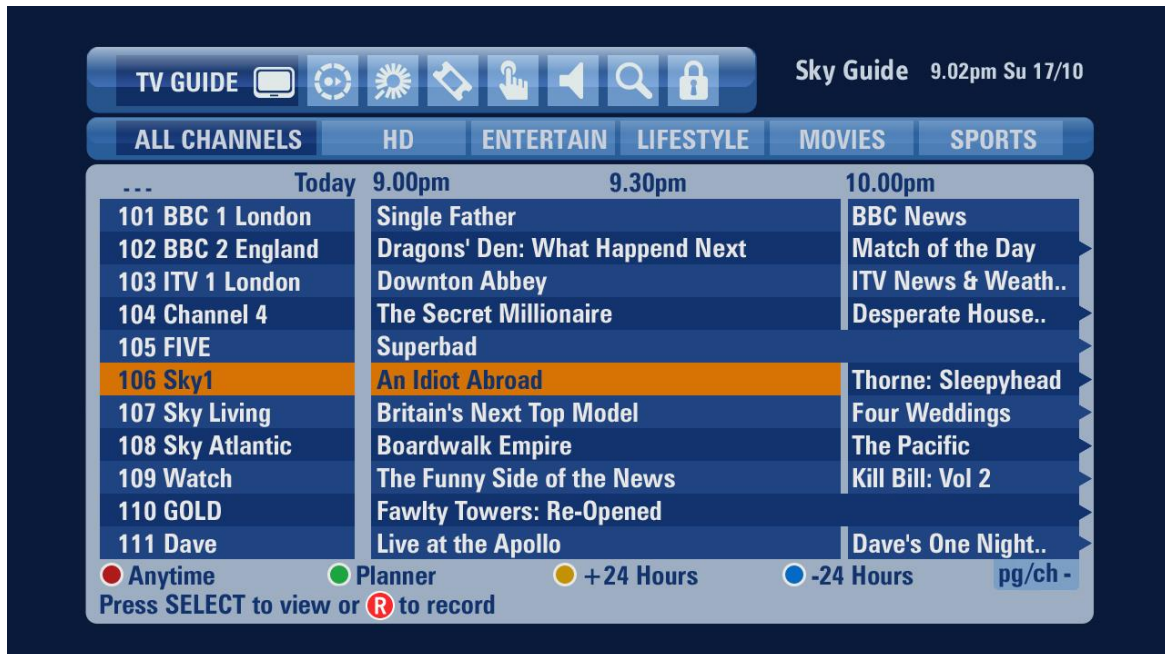 TV GUIDE
Sky Guide 9.02pm Su 17/10
ALL CHANNELS HD ENTERTAIN LIFESTYLE MOVIES SPORTS
... Today 9.00pm 9.30pm 10.00pm
101 BBC 1 London Single Father BBC News
102 BBC 2 England Dragons' Den: What Happend Next Match of the Day
103 ITV 1 London Downton Abbey ITV News & Weath..
104 Channel 4 The Secret Millionaire Desperate House..
105 FIVE Superbad
106 Sky1 An Idiot Abroad Thorne: Sleepyhead
107 Sky Living Britain's Next Top Model Four Weddings
108 Sky Atlantic Boardwalk Empire The Pacific
109 Watch The Funny Side of the News Kill Bill: Vol 2
110 GOLD Fawlty Towers: Re-Opened
111 Dave Live at the Apollo Dave's One Night..
Anytime Planner +24 Hours -24 Hours pg/ch -
Press SELECT to view or R to record